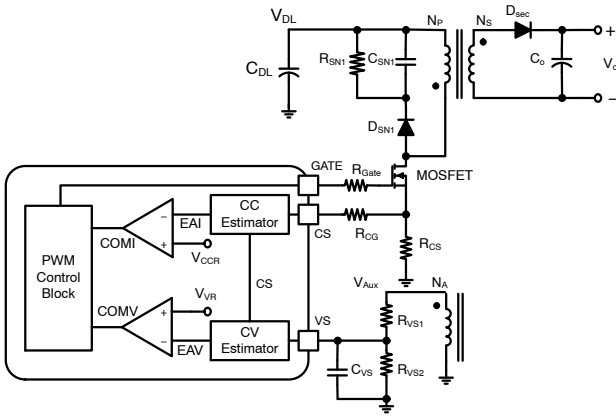 V_DL
N_P
N_S
D_sec
+
R_SN1
C_SN1
C_DL
C_o
V_o
−
D_SN1
GATE
R_Gate
MOSFET
−
EAI
CC
Estimator
CS
R_CG
COMI
+
V_CCR
R_CS
PWM
Control
Block
CS
V_Aux
N_A
COMV
V_VR
+
VS
R_VS1
−
EAV
CV
Estimator
C_VS
R_VS2